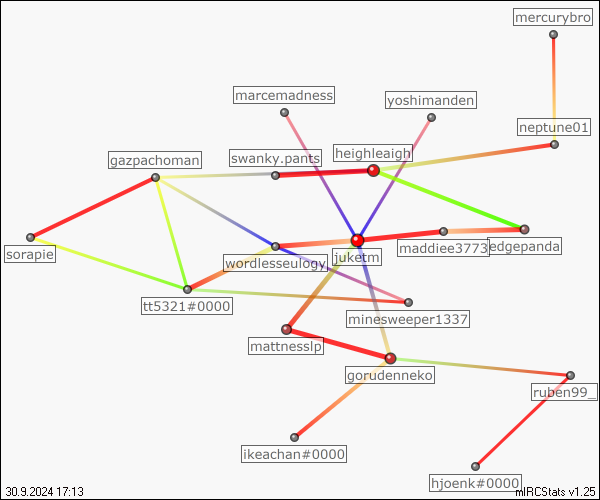 mercurybro
marcemadness
yoshimanden
neptune01
gazpachoman
swanky.pants
heighleaigh
sorapie
wordlesseulogy
juketm
maddiee3773
edgepanda
tt5321#0000
minesweeper1337
mattnesslp
gorudenneko
ruben99_
ikeachan#0000
hjoenk#0000
30.9.2024 17:13
mIRCStats v1.25